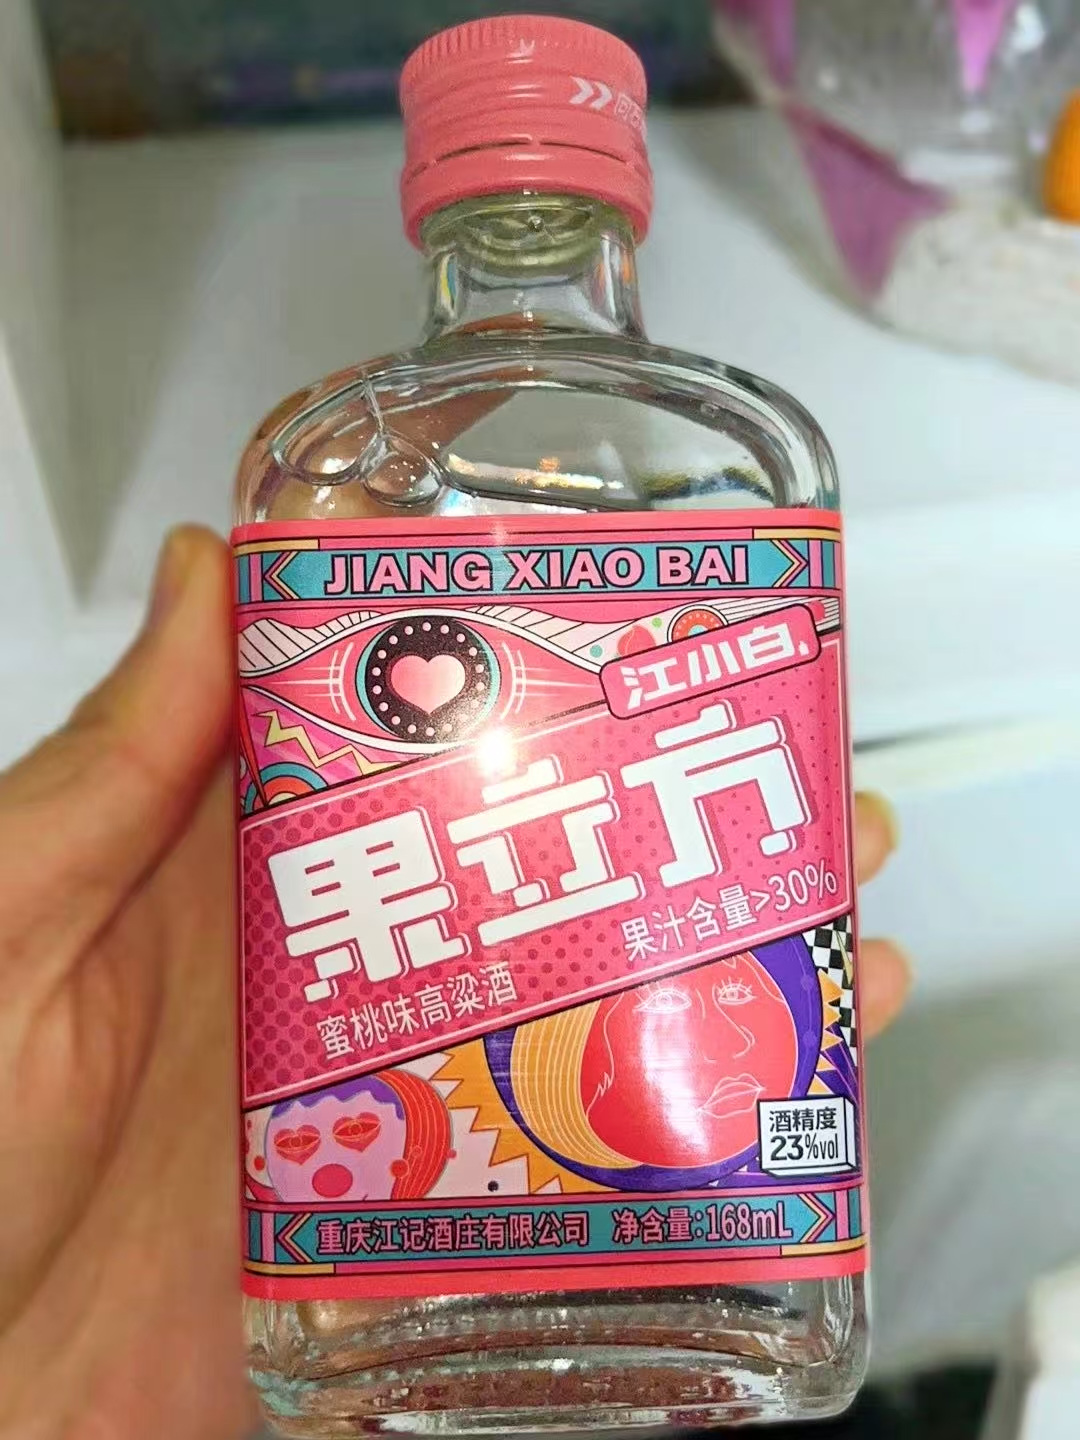 JIANG XIAO BAI
江小白
果立方
果汁含量>30%
蜜桃味高粱酒
酒精度
23%vol
重庆江记酒庄有限公司 净含量:168mL